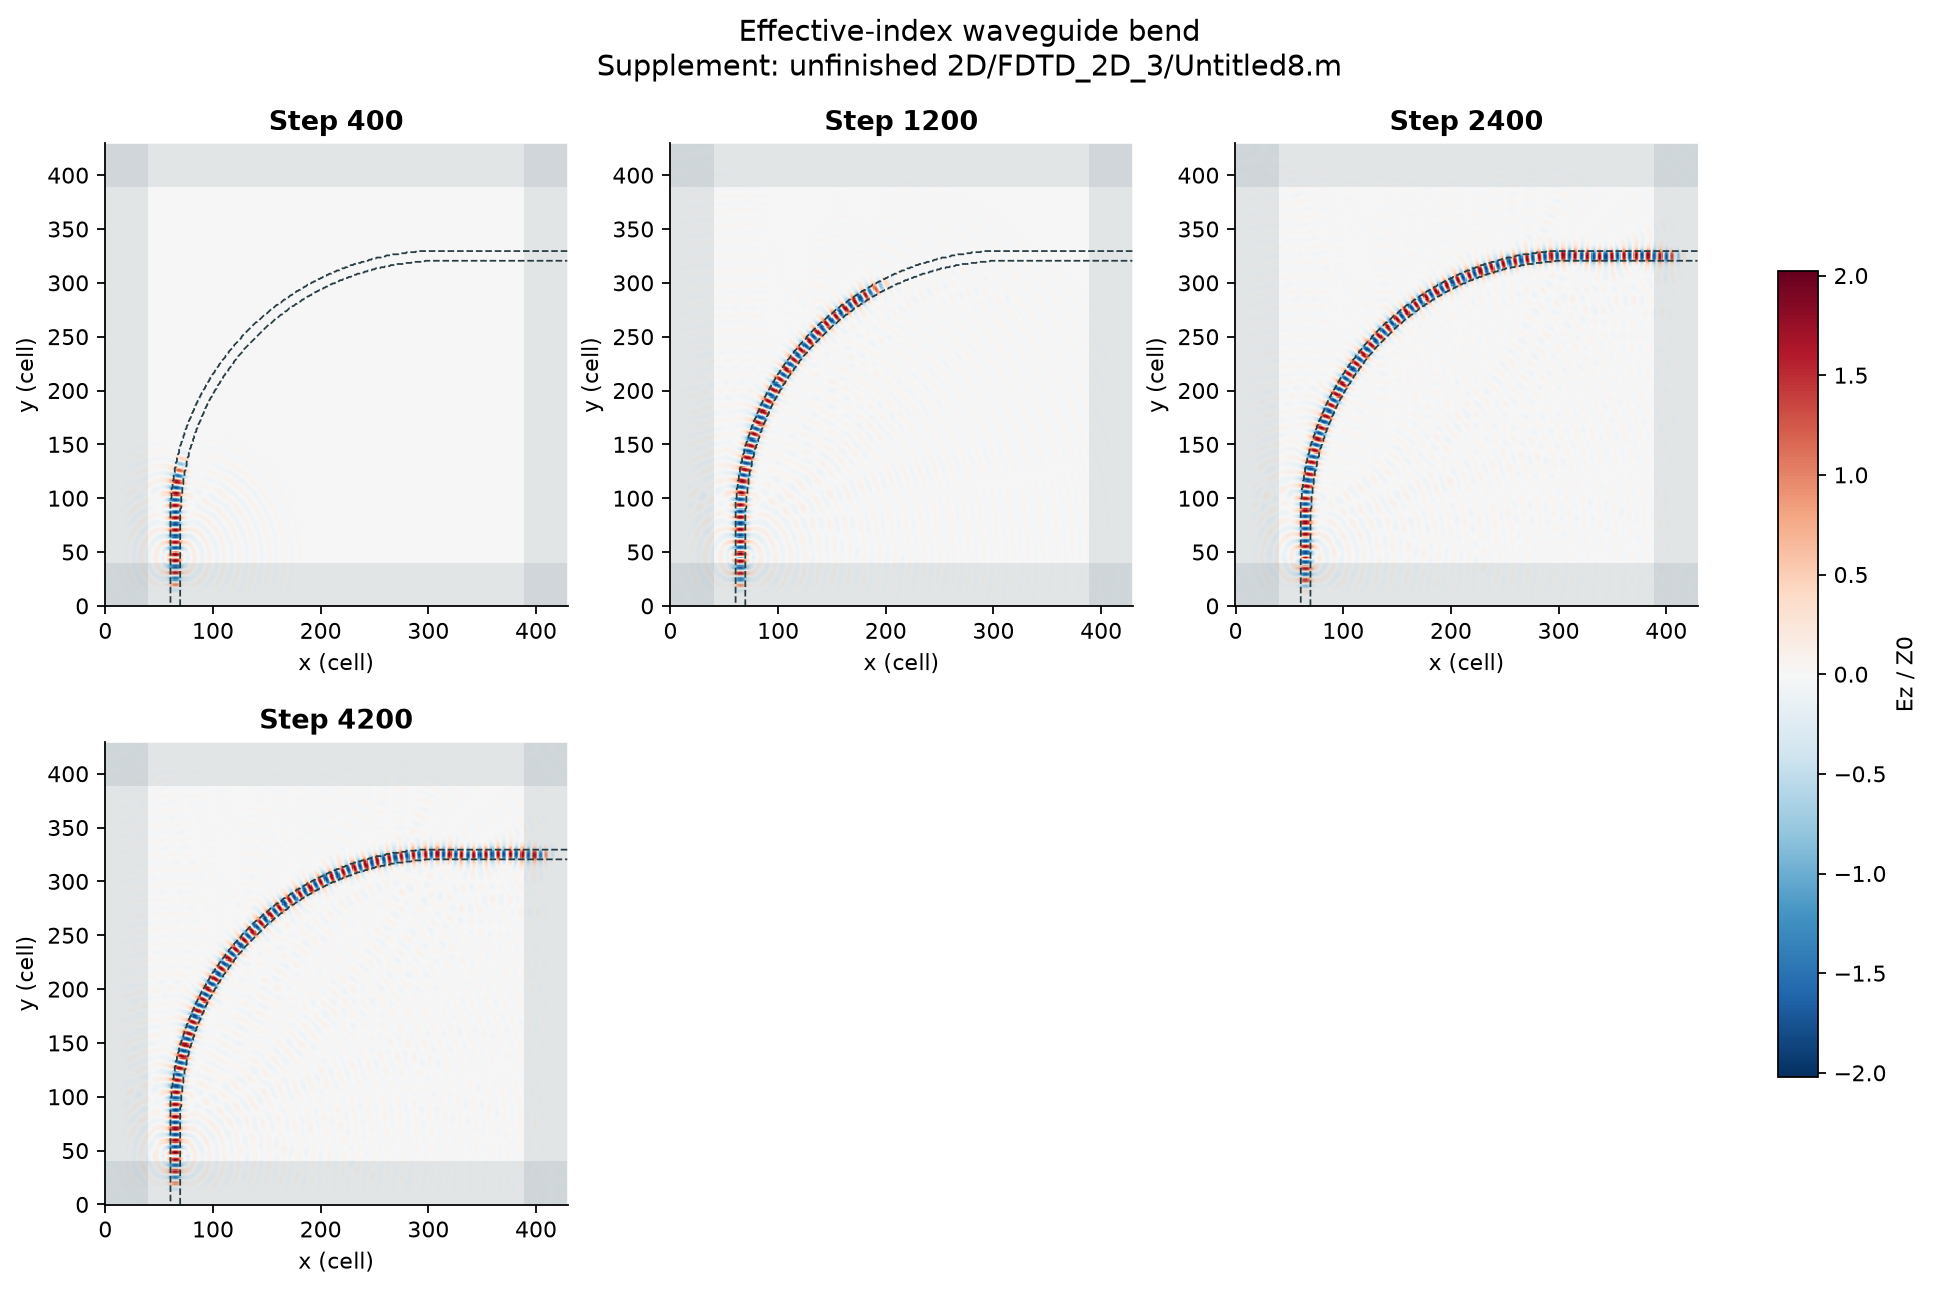 Effective-index waveguide bend
Supplement: unfinished 2D/FDTD_2D_3/Untitled8.m
Step 400
400
350
300
250
200
150
100
50
0
y (cell)
0 100 200 300 400
x (cell)
Step 1200
400
350
300
250
200
150
100
50
0
y (cell)
0 100 200 300 400
x (cell)
Step 2400
400
350
300
250
200
150
100
50
0
y (cell)
0 100 200 300 400
x (cell)
Step 4200
400
350
300
250
200
150
100
50
0
y (cell)
0 100 200 300 400
x (cell)
2.0
1.5
1.0
0.5
0.0
−0.5
−1.0
−1.5
−2.0
Ez / Z0